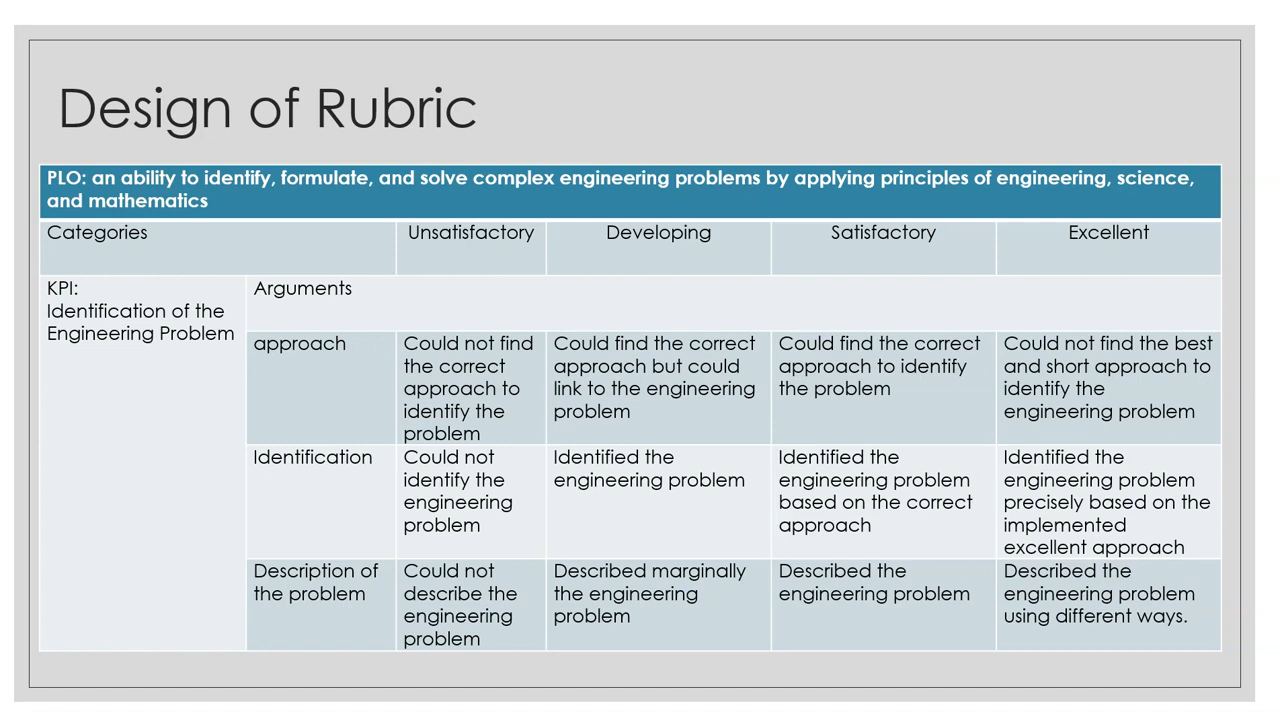 Design of Rubric
PLO: an ability to identify, formulate, and solve complex engineering problems by applying principles of engineering, science,
and mathematics
Categories
Unsatisfactory
Developing
Satisfactory
Excellent
KPI:
Identification of the
Engineering Problem
Arguments
approach
Could not find
the correct
approach to
identify the
problem
Could find the correct
approach but could
link to the engineering
problem
Could find the correct
approach to identify
the problem
Could not find the best
and short approach to
identify the
engineering problem
Identification
Could not
identify the
engineering
problem
Identified the
engineering problem
Identified the
engineering problem
based on the correct
approach
Identified the
engineering problem
precisely based on the
implemented
excellent approach
Description of
the problem
Could not
describe the
engineering
problem
Described marginally
the engineering
problem
Described the
engineering problem
Described the
engineering problem
using different ways.